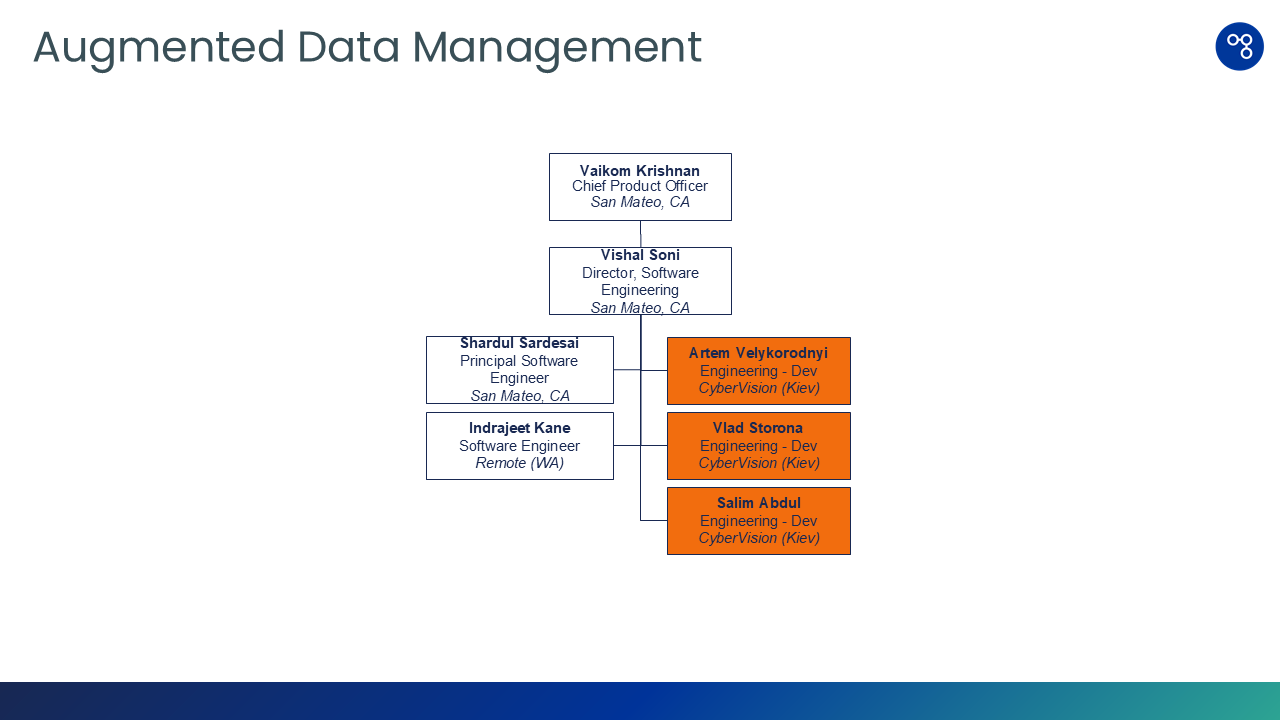 Augmented Data Management
Vaikom Krishnan
Chief Product Officer
San Mateo, CA
Vishal Soni
Director, Software
Engineering
San Mateo, CA
Shardul Sardesai
Principal Software
Engineer
San Mateo, CA
Indrajeet Kane
Software Engineer
Remote (WA)
Artem Velykorodnyi
Engineering - Dev
CyberVision (Kiev)
Vlad Storona
Engineering - Dev
CyberVision (Kiev)
Salim Abdul
Engineering - Dev
CyberVision (Kiev)